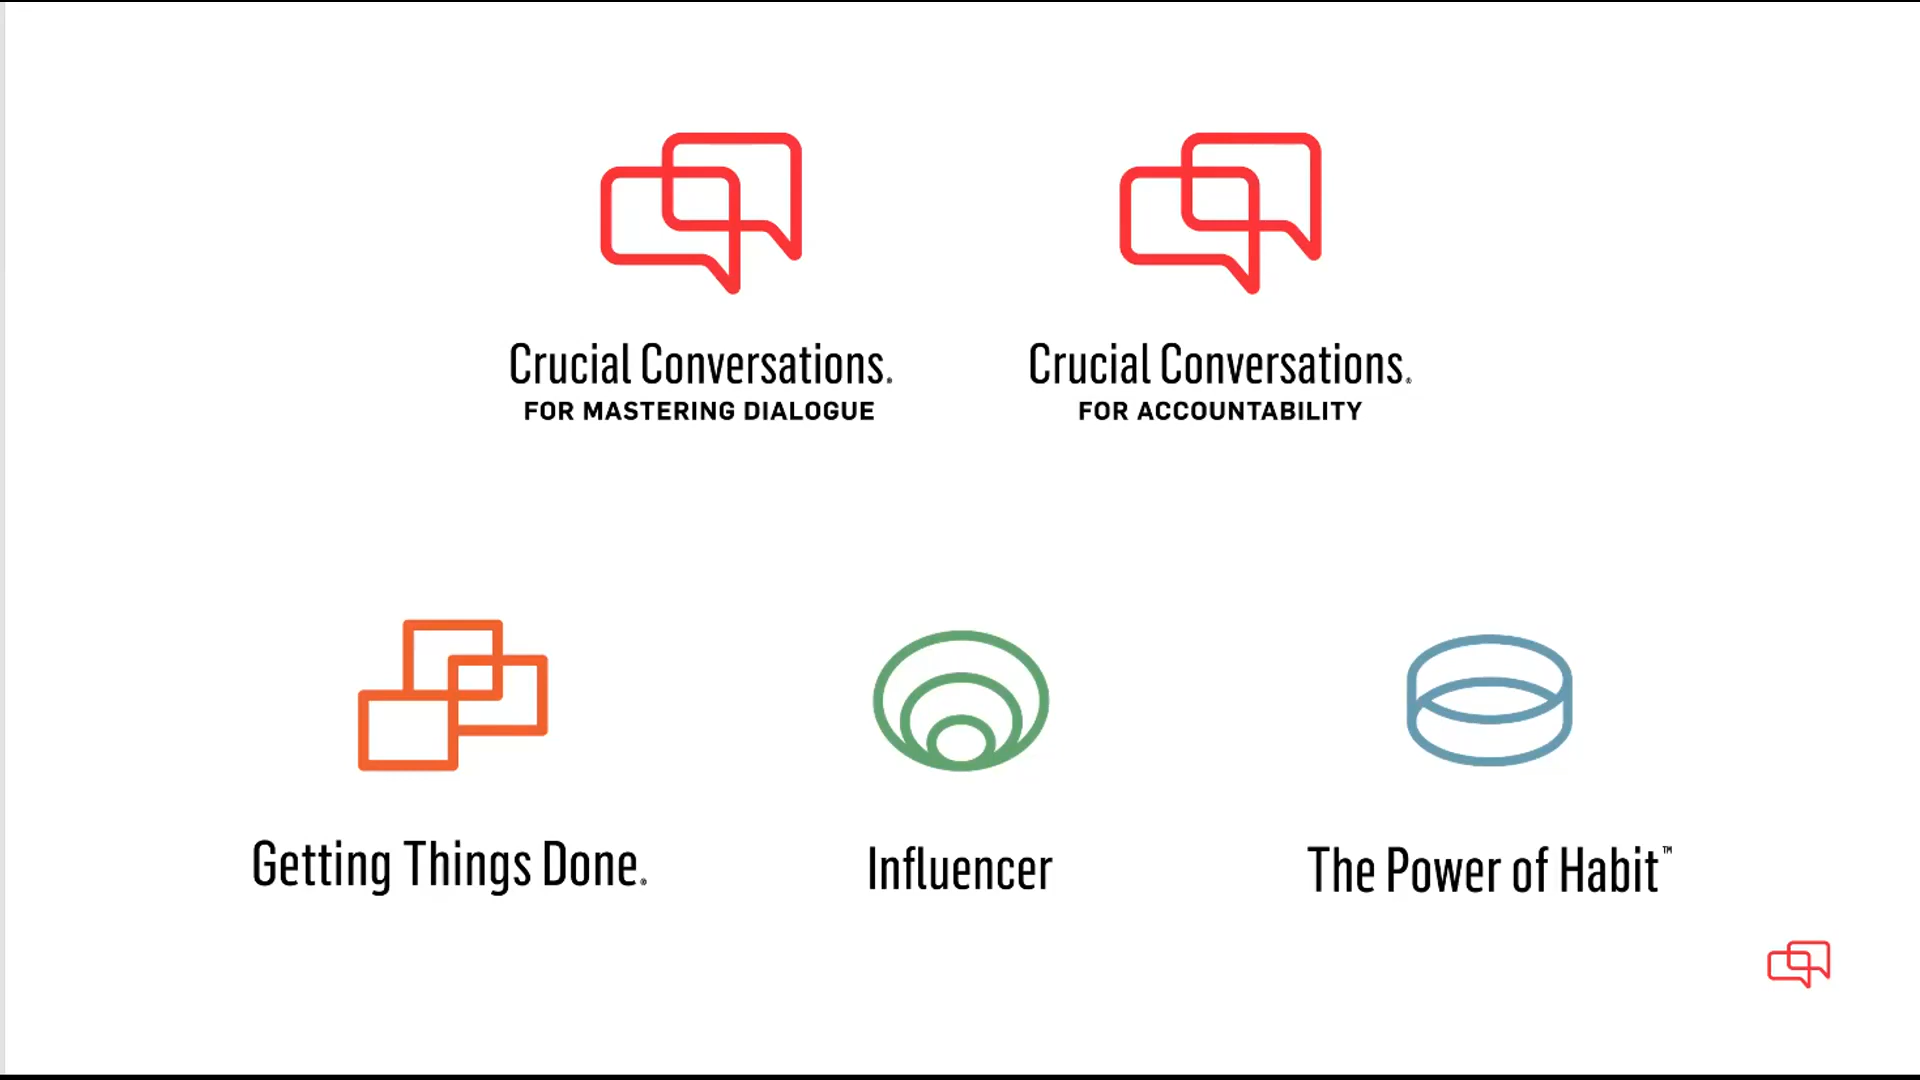 Crucial Conversations®
FOR MASTERING DIALOGUE
Crucial Conversations®
FOR ACCOUNTABILITY
Getting Things Done®
Influencer
The Power of Habit™